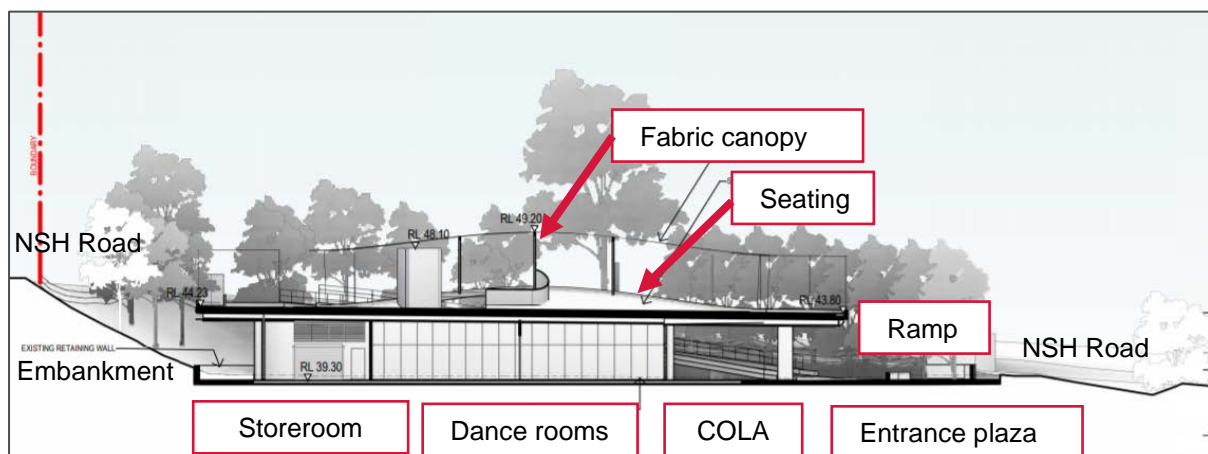 BOUNDARY
Fabric canopy
Seating
RL 49.20
RL 48.10
NSH Road
RL 44.23
RL 43.80
Ramp
NSH Road
EXISTING RETAINING WALL
Embankment
RL 39.30
Storeroom
Dance rooms
COLA
Entrance plaza